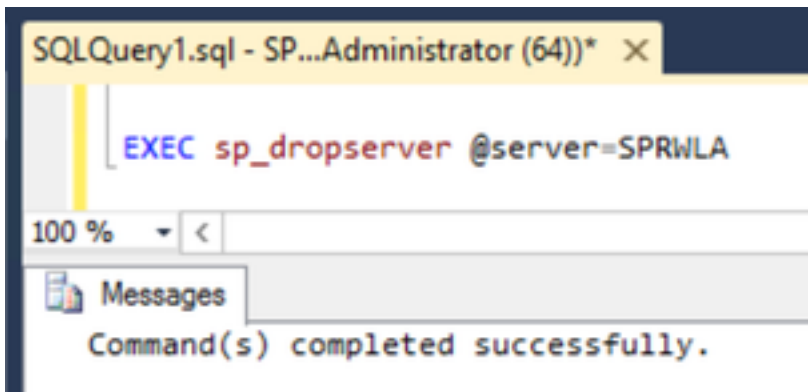 SQLQuery1.sql - SP...Administrator (64))*
EXEC sp_dropserver @server=SPRWLA
100 %
Messages
Command(s) completed successfully.